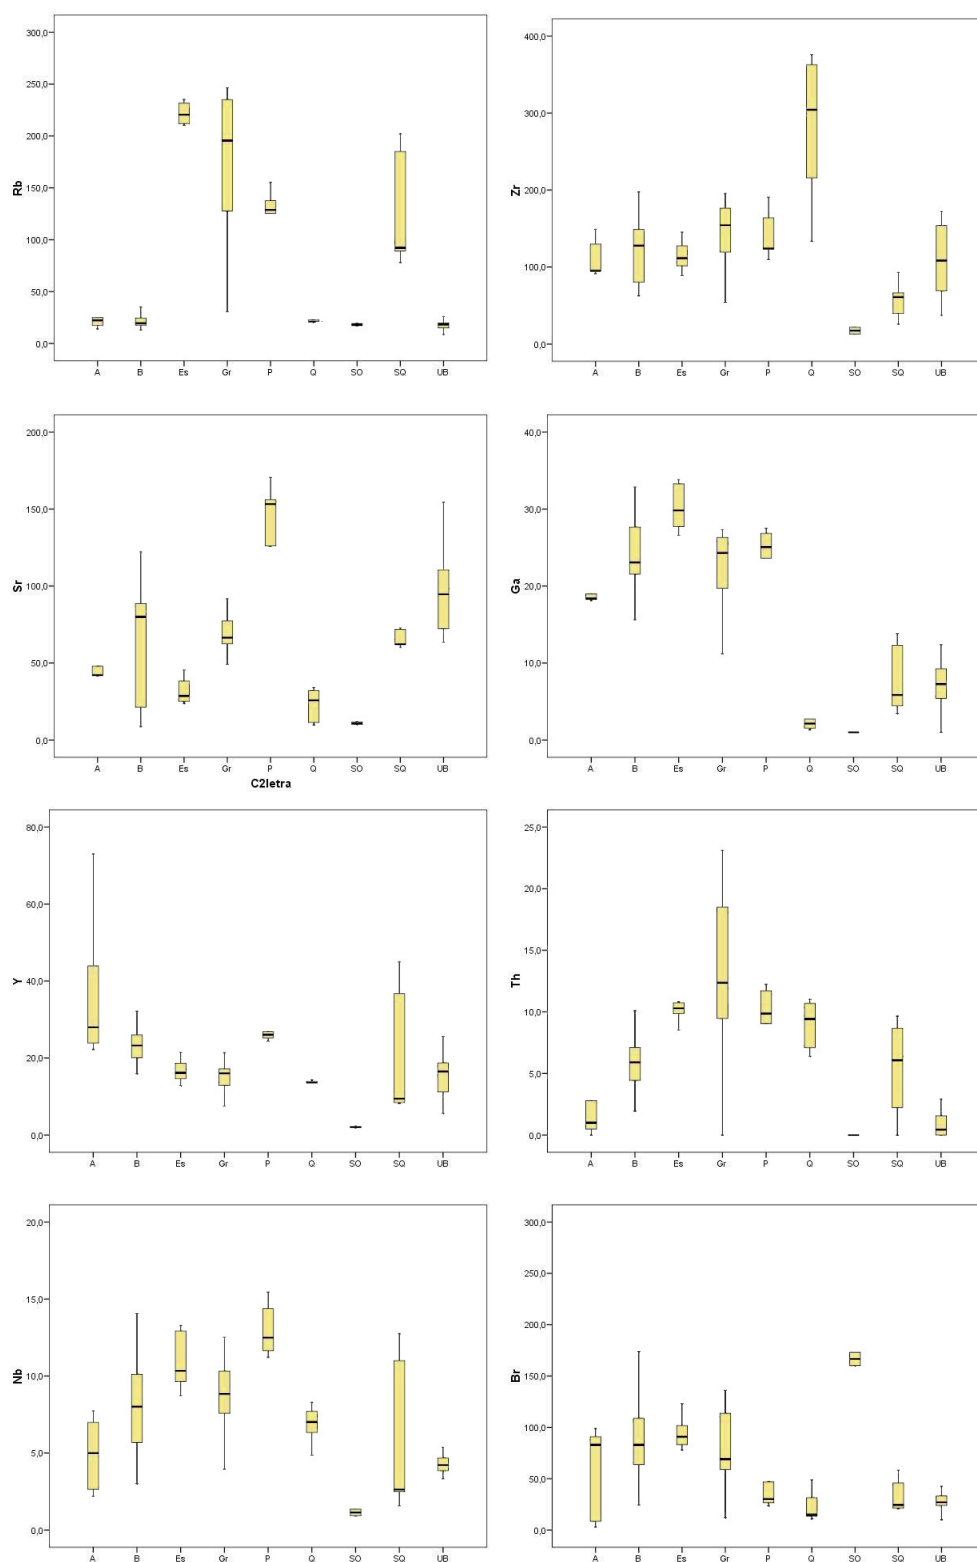 300,0
250,0
200,0
150,0
100,0
50,0
0,0
Rb
A B Es Gr P Q SO SQ UB
400,0
300,0
200,0
100,0
0,0
Zr
A B Es Gr P Q SO SQ UB
200,0
150,0
100,0
50,0
0,0
Sr
A B Es Gr P Q SO SQ UB
C2letra
40,0
30,0
20,0
10,0
0,0
Ga
A B Es Gr P Q SO SQ UB
80,0
60,0
40,0
20,0
0,0
Y
A B Es Gr P Q SO SQ UB
25,0
20,0
15,0
10,0
5,0
0,0
Th
A B Es Gr P Q SO SQ UB
20,0
15,0
10,0
5,0
0,0
Nb
A B Es Gr P Q SO SQ UB
300,0
250,0
200,0
150,0
100,0
50,0
0,0
Br
A B Es Gr P Q SO SQ UB